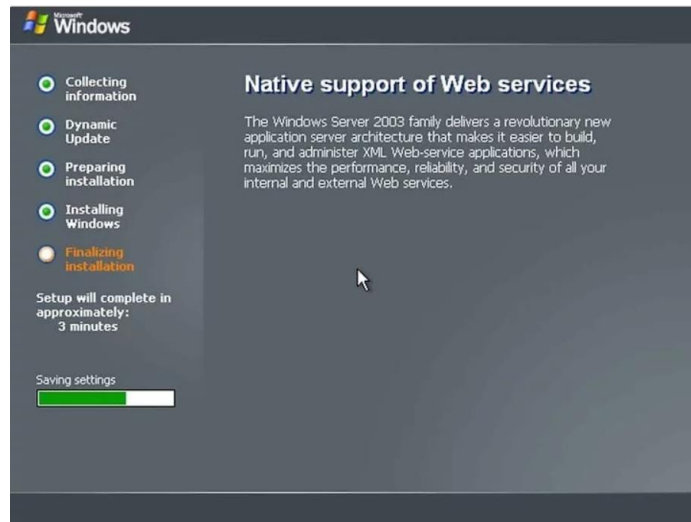 Microsoft
Windows
Collecting
information
Dynamic
Update
Preparing
installation
Installing
Windows
Finalizing
installation
Setup will complete in
approximately:
3 minutes
Saving settings
Native support of Web services
The Windows Server 2003 family delivers a revolutionary new
application server architecture that makes it easier to build,
run, and administer XML Web-service applications, which
maximizes the performance, reliability, and security of all your
internal and external Web services.